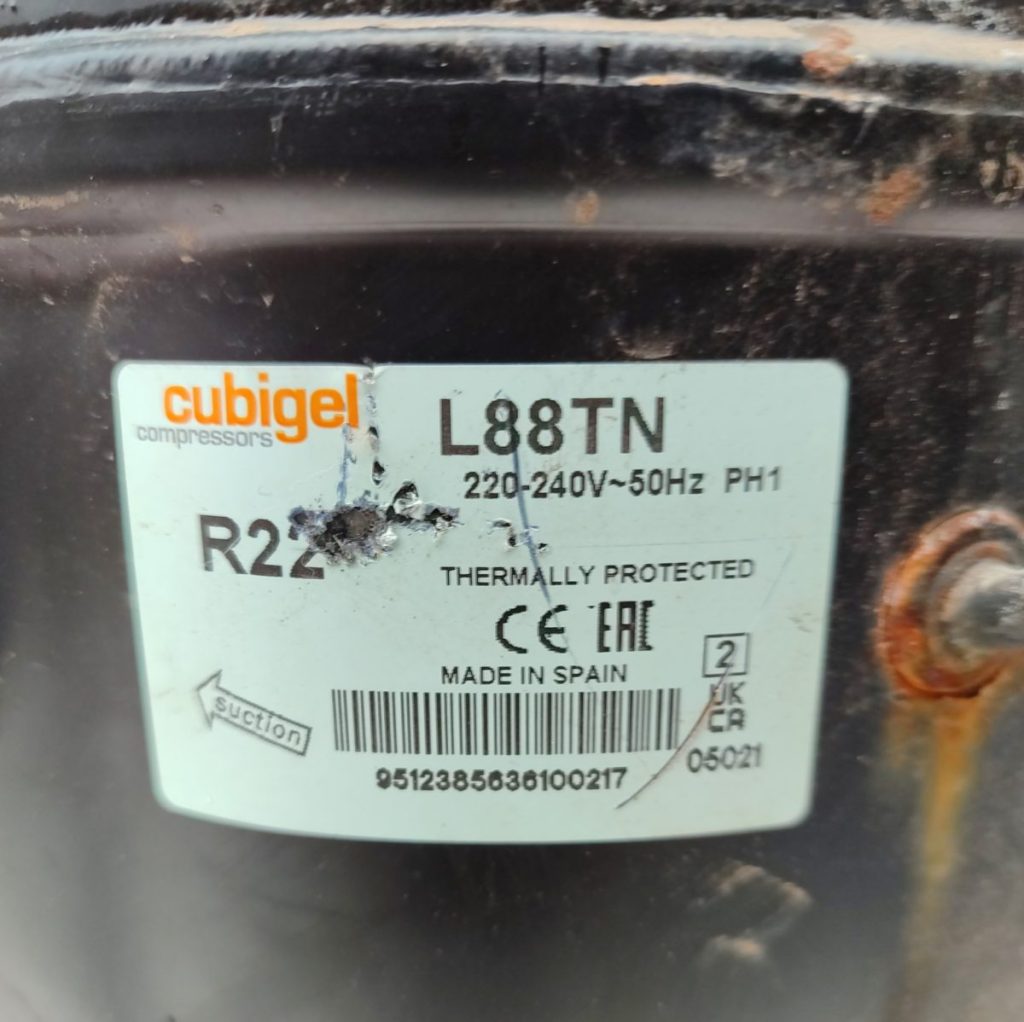 cubigel
compressors
L88TN
220-240V~50Hz PH1
R22
THERMALLY PROTECTED
CE EAC
MADE IN SPAIN
2
UK
CA
suction
05021
9512385636100217